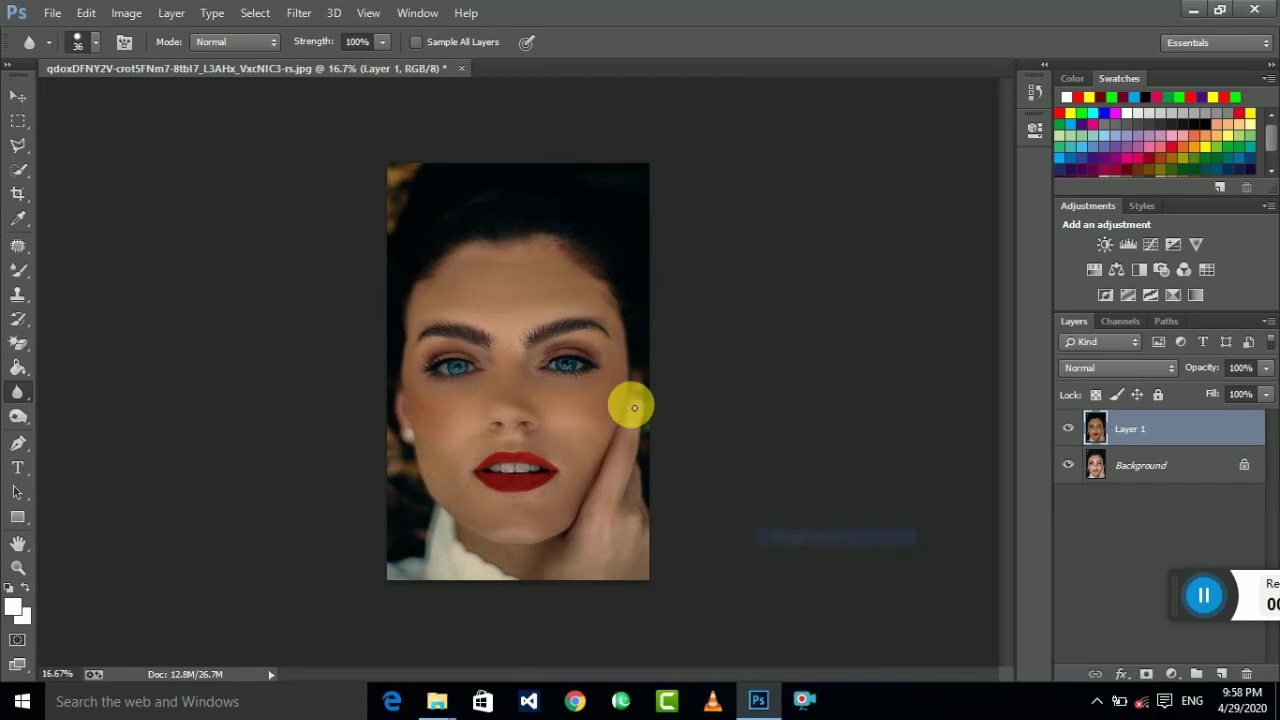 Ps File Edit Image Layer Type Select Filter 3D View Window Help
36 Mode: Normal Strength: 100% Sample All Layers Essentials
qdoxDFNY2V-crot5FNm7-8tbI7_L3AHx_VxcNIC3-rs.jpg @ 16.7% (Layer 1, RGB/8) *
Color Swatches
Adjustments Styles
Add an adjustment
Layers Channels Paths
Kind
Normal Opacity: 100%
Lock: Fill: 100%
Layer 1
Background
Re
00
16.67% Doc: 12.8M/26.7M
Search the web and Windows
Ps
ENG
9:58 PM
4/29/2020